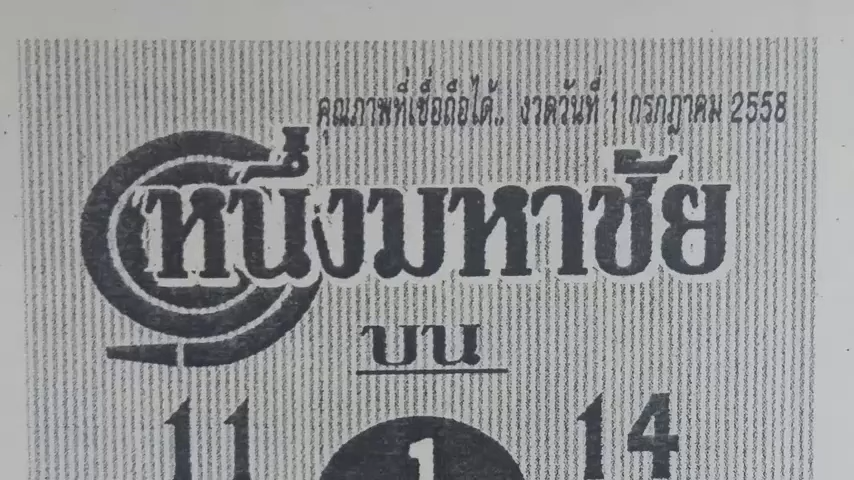 คุณภาพที่เชื่อถือได้.. งวดวันที่ 1 กรกฎาคม 2558
หนึ่งมหาชัย
บน
11 1 14